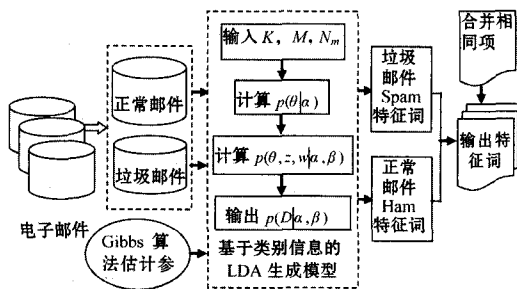 电子邮件
正常邮件
垃圾邮件
Gibbs 算
法估计参
输入 K, M, N_m
计算 p(θ|α)
计算 p(θ, z, w|α, β)
输出 p(D|α, β)
基于类别信息的
LDA 生成模型
垃圾
邮件
Spam
特征词
正常
邮件
Ham
特征词
合并相
同项
输出特
征词